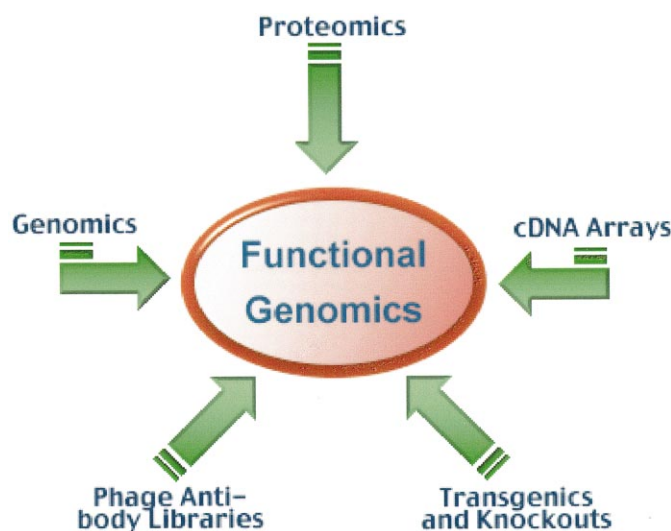 Proteomics
Genomics
cDNA Arrays
Functional
Genomics
Phage Anti-
body Libraries
Transgenics
and Knockouts